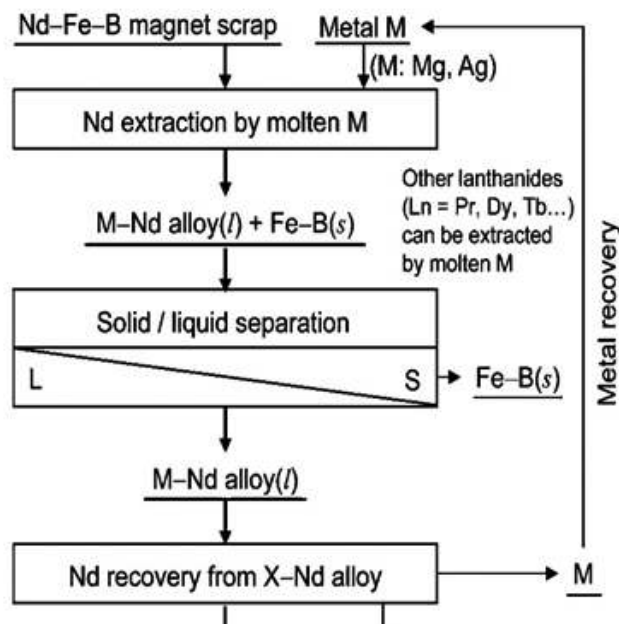 Nd–Fe–B magnet scrap
Metal M
(M: Mg, Ag)
Nd extraction by molten M
Other lanthanides
(Ln = Pr, Dy, Tb...)
can be extracted
by molten M
M–Nd alloy(l) + Fe–B(s)
Solid / liquid separation
L
S
Fe–B(s)
M–Nd alloy(l)
Nd recovery from X–Nd alloy
M
Metal recovery